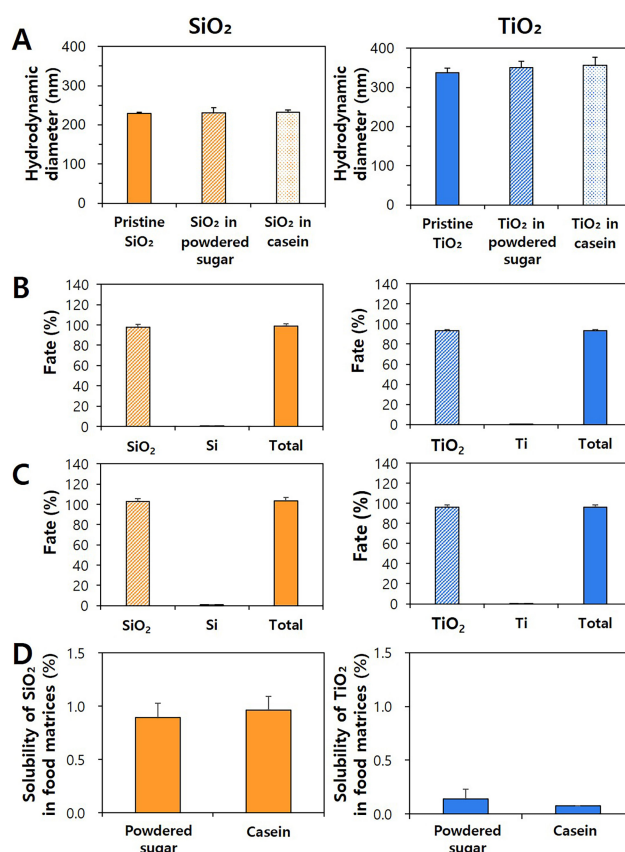 SiO₂
TiO₂
A
Hydrodynamic
diameter (nm)
400
300
200
100
0
Pristine
SiO₂
SiO₂ in
powdered
sugar
SiO₂ in
casein
Hydrodynamic
diameter (nm)
400
300
200
100
0
Pristine
TiO₂
TiO₂ in
powdered
sugar
TiO₂ in
casein
B
Fate (%)
140
120
100
80
60
40
20
0
SiO₂
Si
Total
Fate (%)
140
120
100
80
60
40
20
0
TiO₂
Ti
Total
C
Fate (%)
140
120
100
80
60
40
20
0
SiO₂
Si
Total
Fate (%)
140
120
100
80
60
40
20
0
TiO₂
Ti
Total
D
Solubility of SiO₂
in food matrices (%)
1.5
1.0
0.5
0.0
Powdered
sugar
Casein
Solubility of TiO₂
in food matrices (%)
1.5
1.0
0.5
0.0
Powdered
sugar
Casein